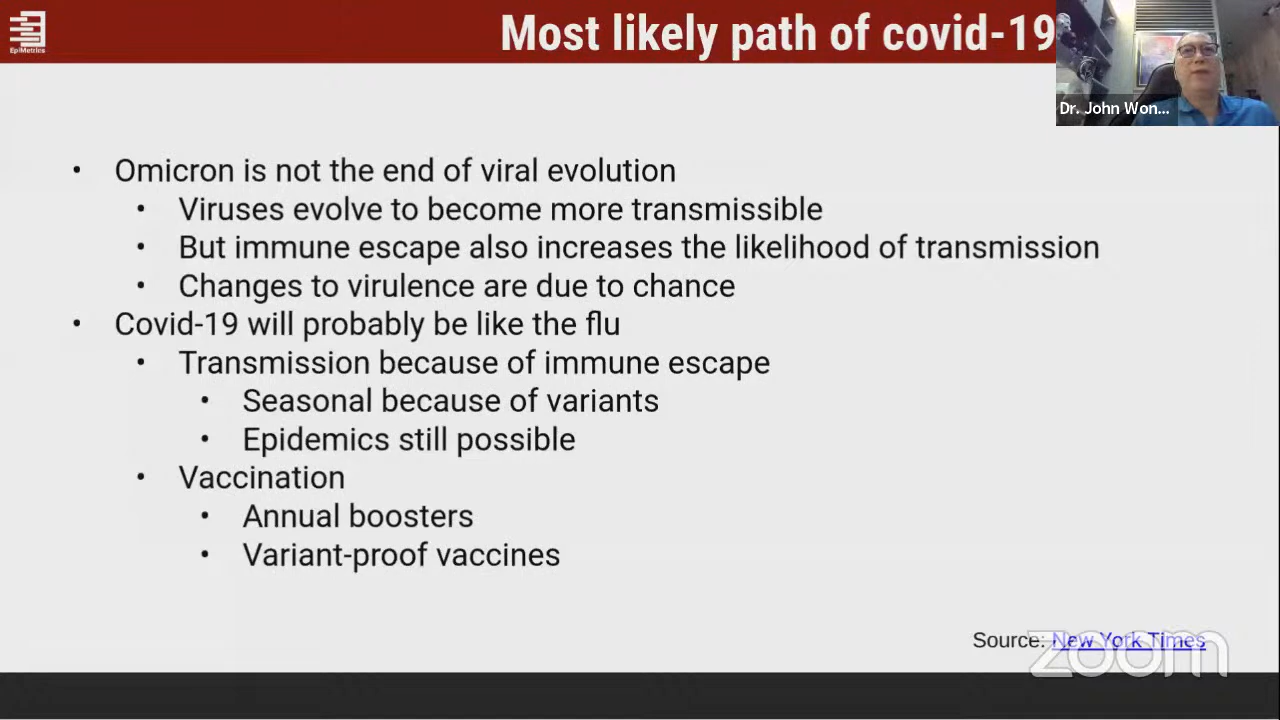 EpiMetrics
Most likely path of covid-19
Dr. John Won...
• Omicron is not the end of viral evolution
• Viruses evolve to become more transmissible
• But immune escape also increases the likelihood of transmission
• Changes to virulence are due to chance
• Covid-19 will probably be like the flu
• Transmission because of immune escape
• Seasonal because of variants
• Epidemics still possible
• Vaccination
• Annual boosters
• Variant-proof vaccines
Source: New York Times
zoom